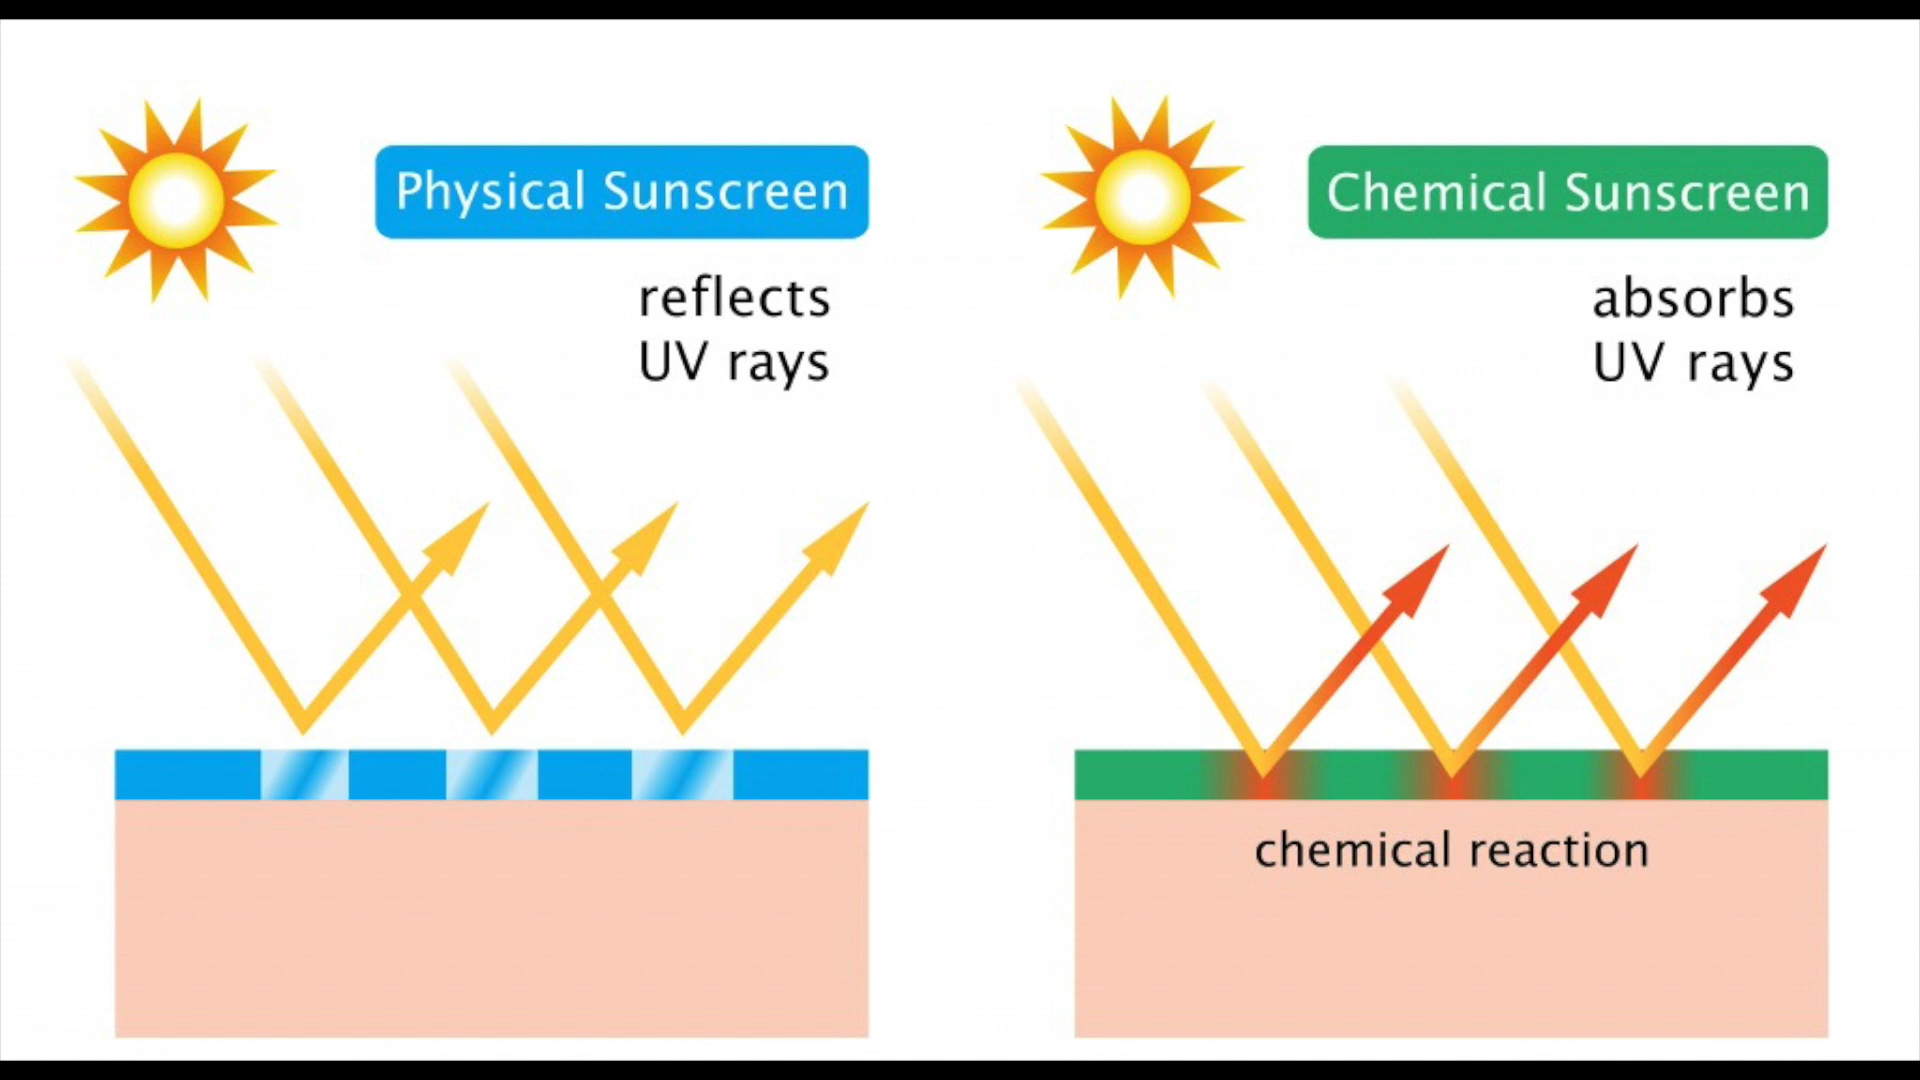 Physical Sunscreen
reflects
UV rays
Chemical Sunscreen
absorbs
UV rays
chemical reaction